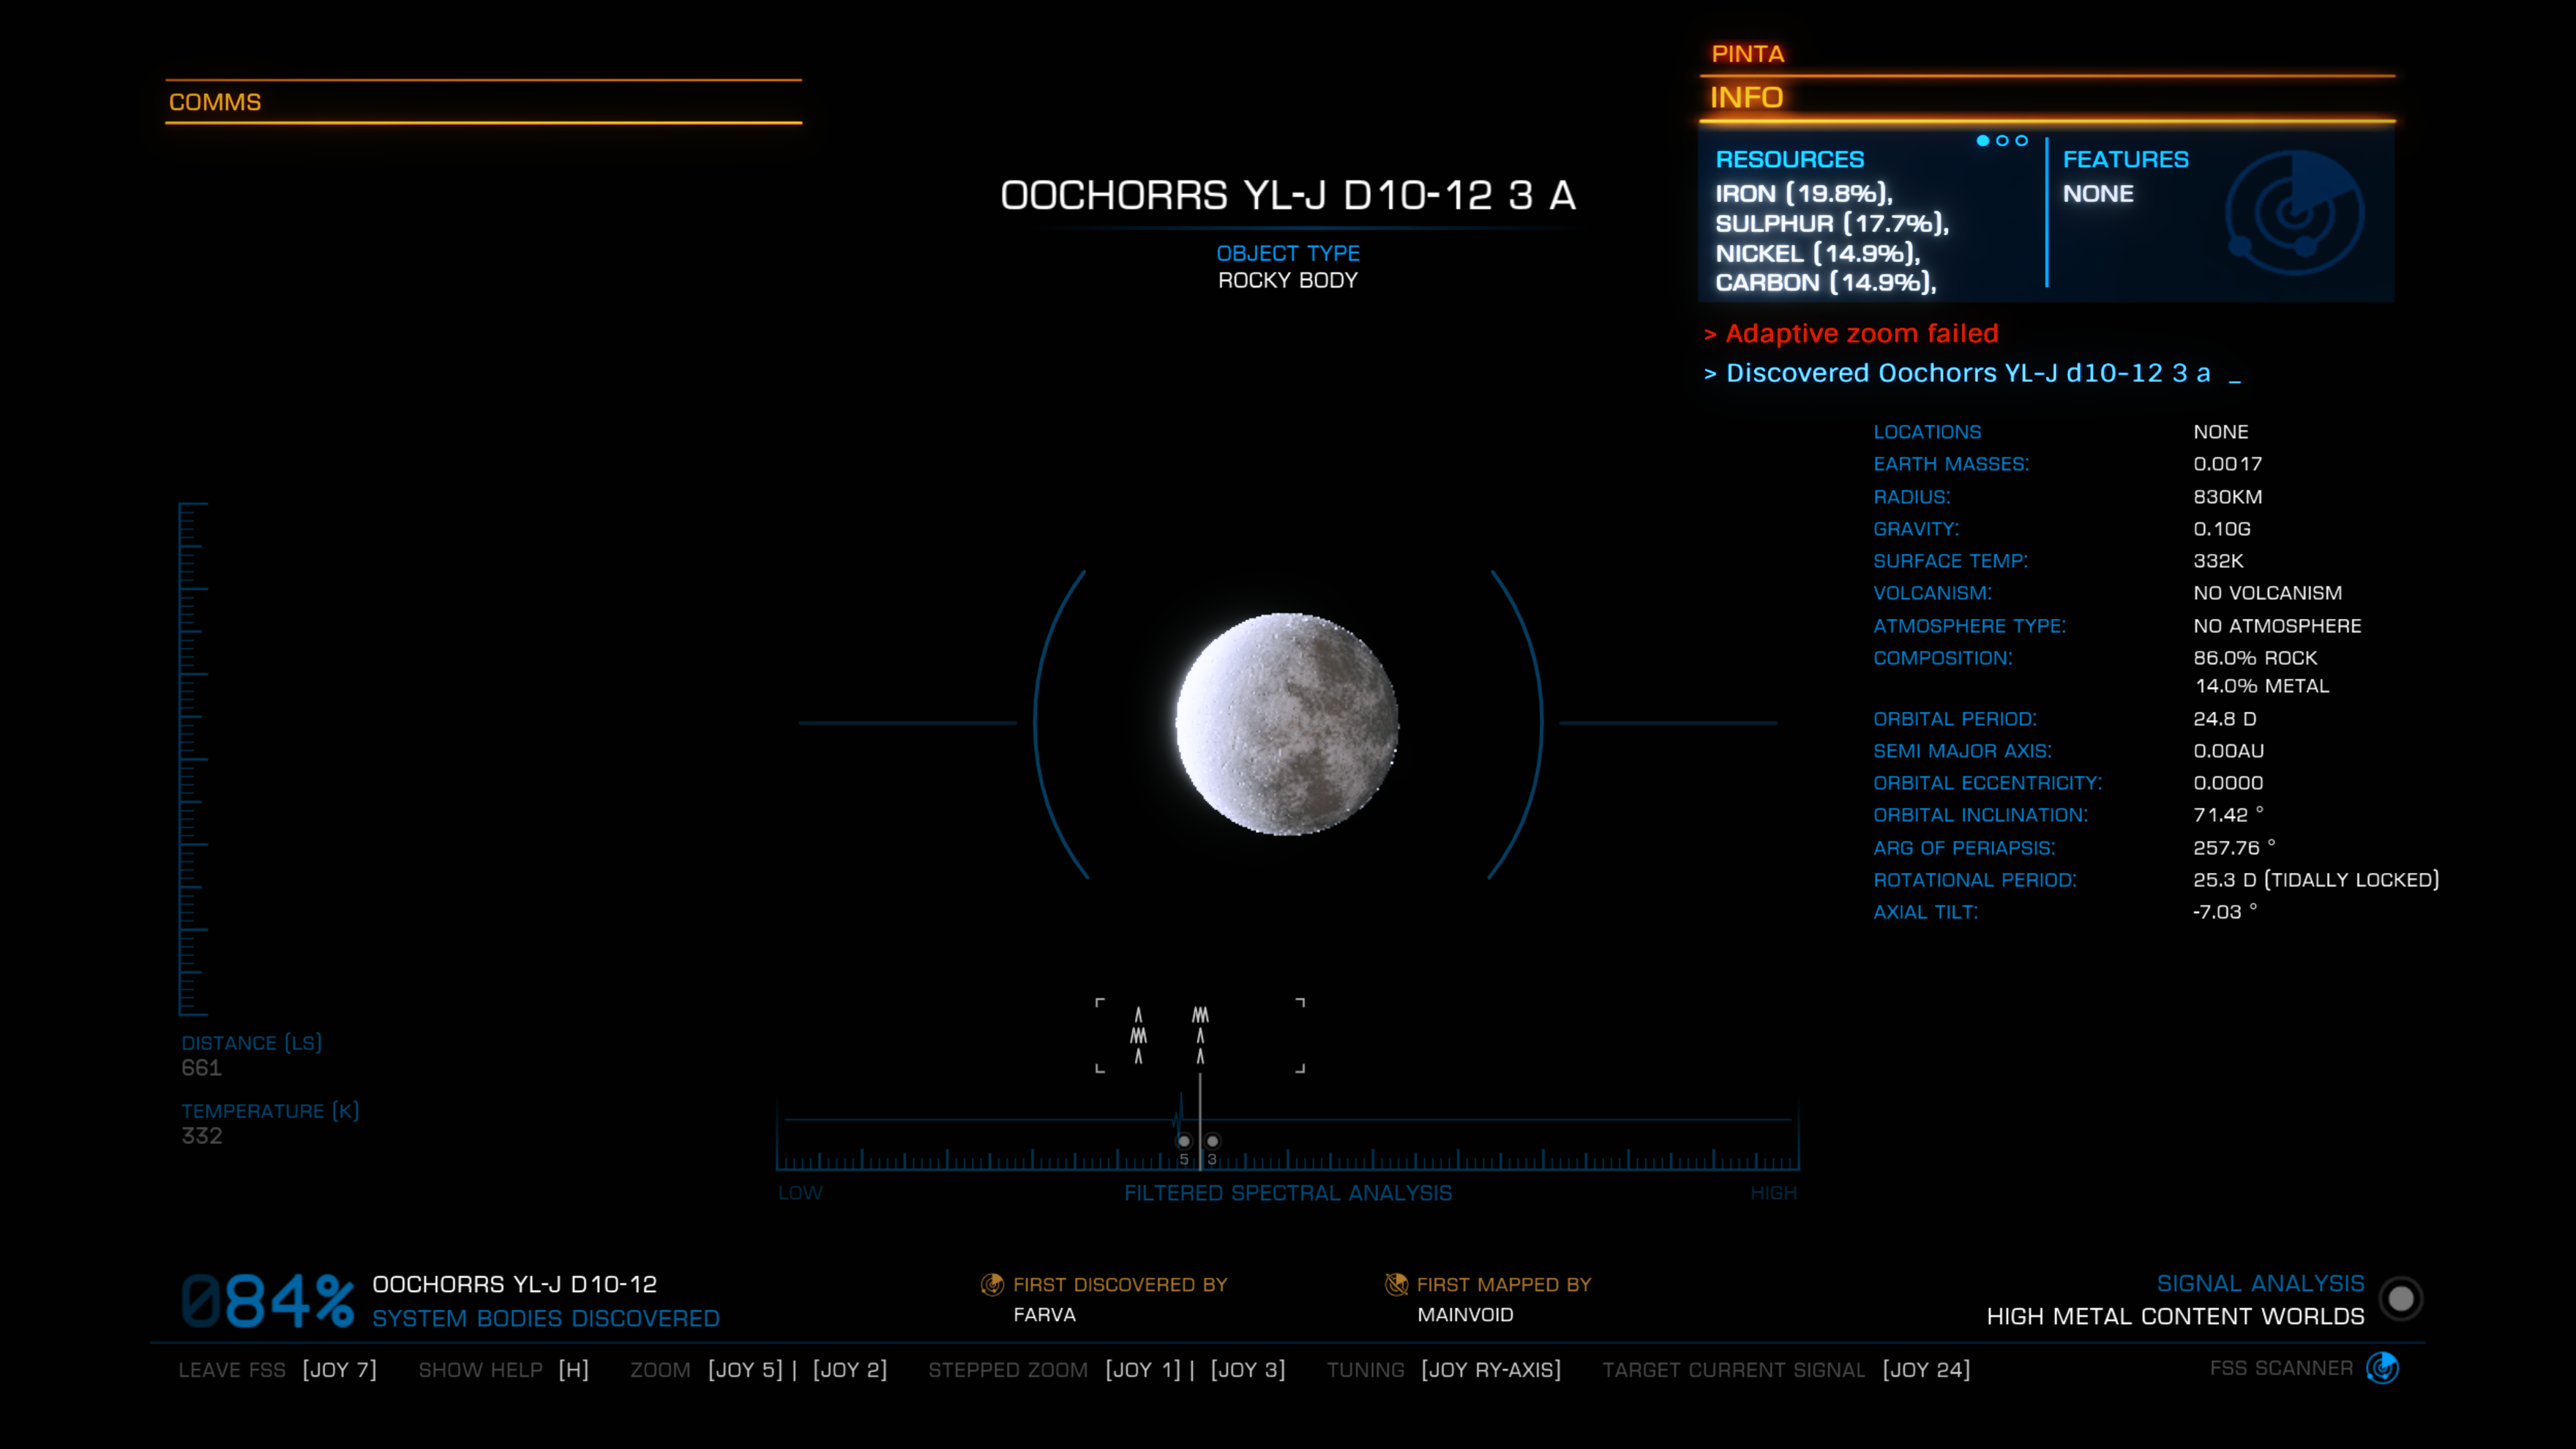 PINTA
COMMS
INFO
RESOURCES
IRON (19.8%),
SULPHUR (17.7%),
NICKEL (14.9%),
CARBON (14.9%),
FEATURES
NONE
OOCHORRS YL-J D10-12 3 A
OBJECT TYPE
ROCKY BODY
> Adaptive zoom failed
> Discovered Oochorrs YL-J d10-12 3 a _
LOCATIONS NONE
EARTH MASSES: 0.0017
RADIUS: 830KM
GRAVITY: 0.10G
SURFACE TEMP: 332K
VOLCANISM: NO VOLCANISM
ATMOSPHERE TYPE: NO ATMOSPHERE
COMPOSITION: 86.0% ROCK
14.0% METAL
ORBITAL PERIOD: 24.8 D
SEMI MAJOR AXIS: 0.00AU
ORBITAL ECCENTRICITY: 0.0000
ORBITAL INCLINATION: 71.42 °
ARG OF PERIAPSIS: 257.76 °
ROTATIONAL PERIOD: 25.3 D (TIDALLY LOCKED)
AXIAL TILT: -7.03 °
DISTANCE (LS)
661
TEMPERATURE (K)
332
5 3
LOW FILTERED SPECTRAL ANALYSIS HIGH
084% OOCHORRS YL-J D10-12
SYSTEM BODIES DISCOVERED
FIRST DISCOVERED BY
FARVA
FIRST MAPPED BY
MAINVOID
SIGNAL ANALYSIS
HIGH METAL CONTENT WORLDS
LEAVE FSS [JOY 7] SHOW HELP [H] ZOOM [JOY 5] | [JOY 2] STEPPED ZOOM [JOY 1] | [JOY 3] TUNING [JOY RY-AXIS] TARGET CURRENT SIGNAL [JOY 24] FSS SCANNER